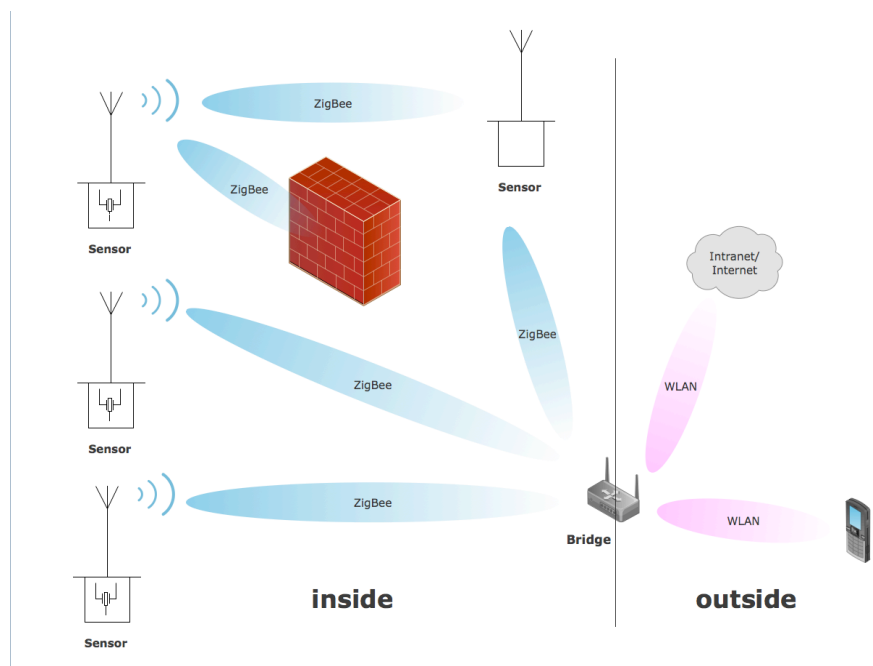 ZigBee
Sensor
ZigBee
Sensor
Intranet/
Internet
ZigBee
WLAN
ZigBee
Sensor
ZigBee
WLAN
Bridge
inside
outside
Sensor